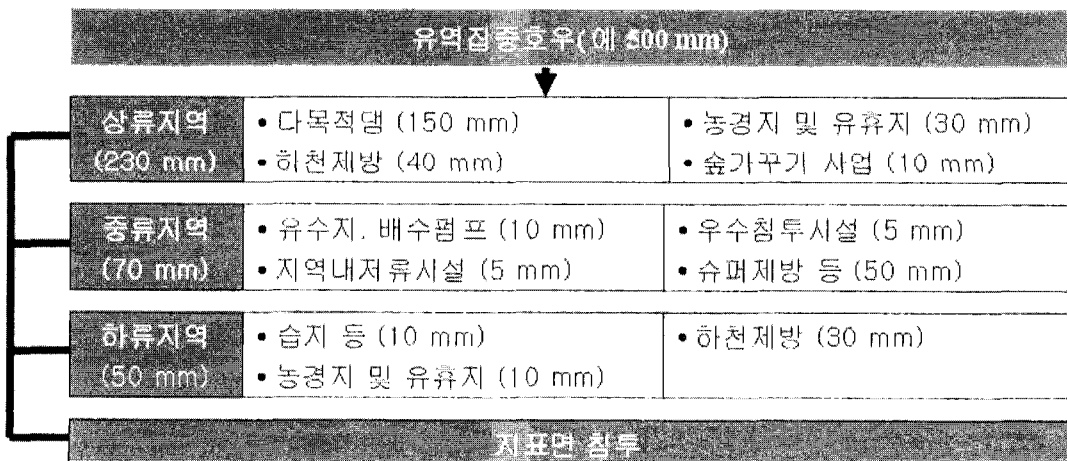 유역집중호우(예 500 mm)
상류지역
(230 mm)
• 다목적댐 (150 mm)
• 하천제방 (40 mm)
• 농경지 및 유휴지 (30 mm)
• 숲가꾸기 사업 (10 mm)
중류지역
(70 mm)
• 유수지, 배수펌프 (10 mm)
• 지역내저류시설 (5 mm)
• 우수침투시설 (5 mm)
• 슈퍼제방 등 (50 mm)
하류지역
(50 mm)
• 습지 등 (10 mm)
• 농경지 및 유휴지 (10 mm)
• 하천제방 (30 mm)
지표면 침투